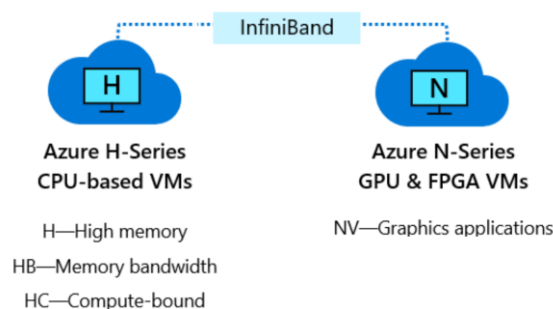 InfiniBand
H
N
Azure H-Series
CPU-based VMs
Azure N-Series
GPU & FPGA VMs
H—High memory
HB—Memory bandwidth
HC—Compute-bound
NV—Graphics applications